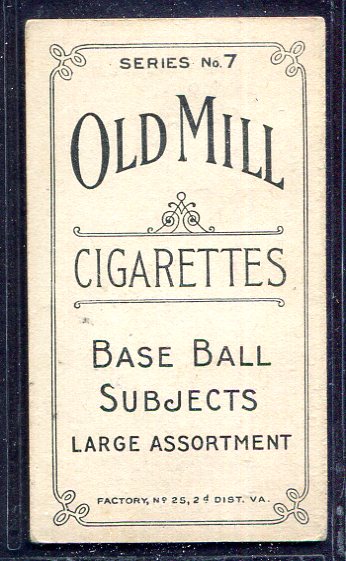 SERIES No. 7
OLD MILL
CIGARETTES
BASE BALL
SUBJECTS
LARGE ASSORTMENT
FACTORY, Nº 25, 2d DIST. VA.